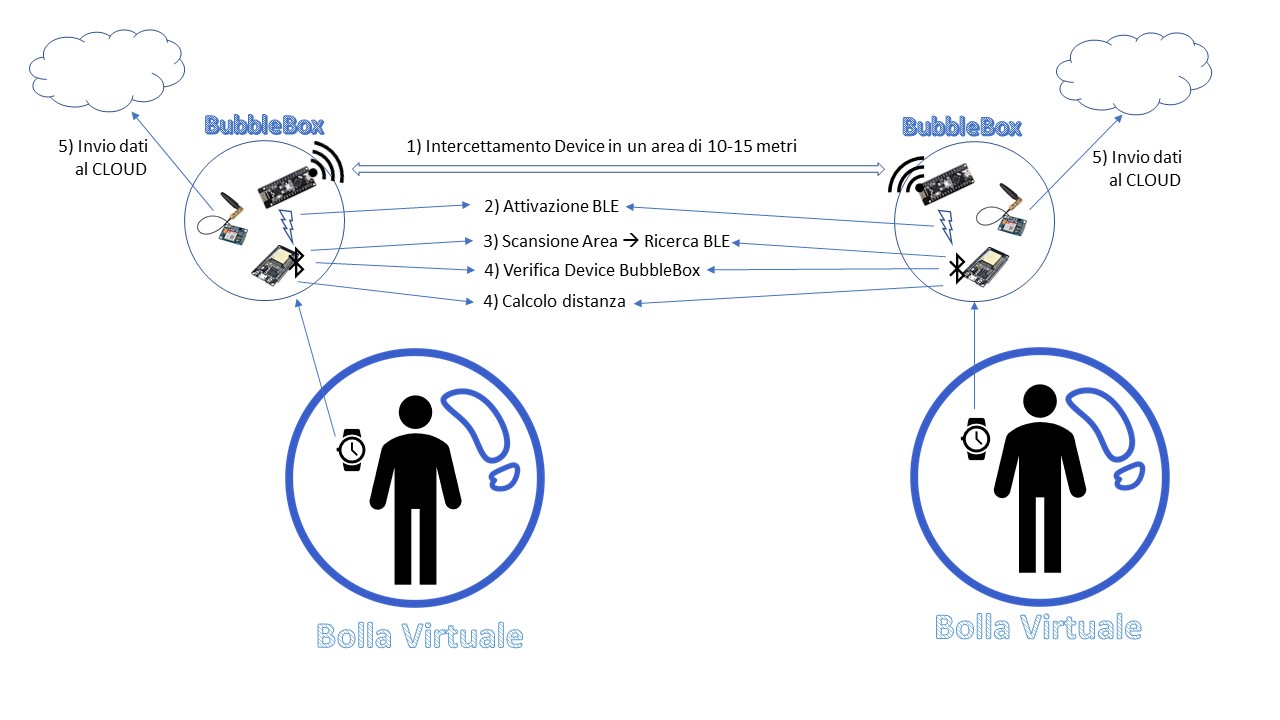 BubbleBox
BubbleBox
1) Intercettamento Device in un area di 10-15 metri
5) Invio dati
al CLOUD
5) Invio dati
al CLOUD
2) Attivazione BLE
3) Scansione Area → Ricerca BLE
4) Verifica Device BubbleBox
4) Calcolo distanza
Bolla Virtuale
Bolla Virtuale